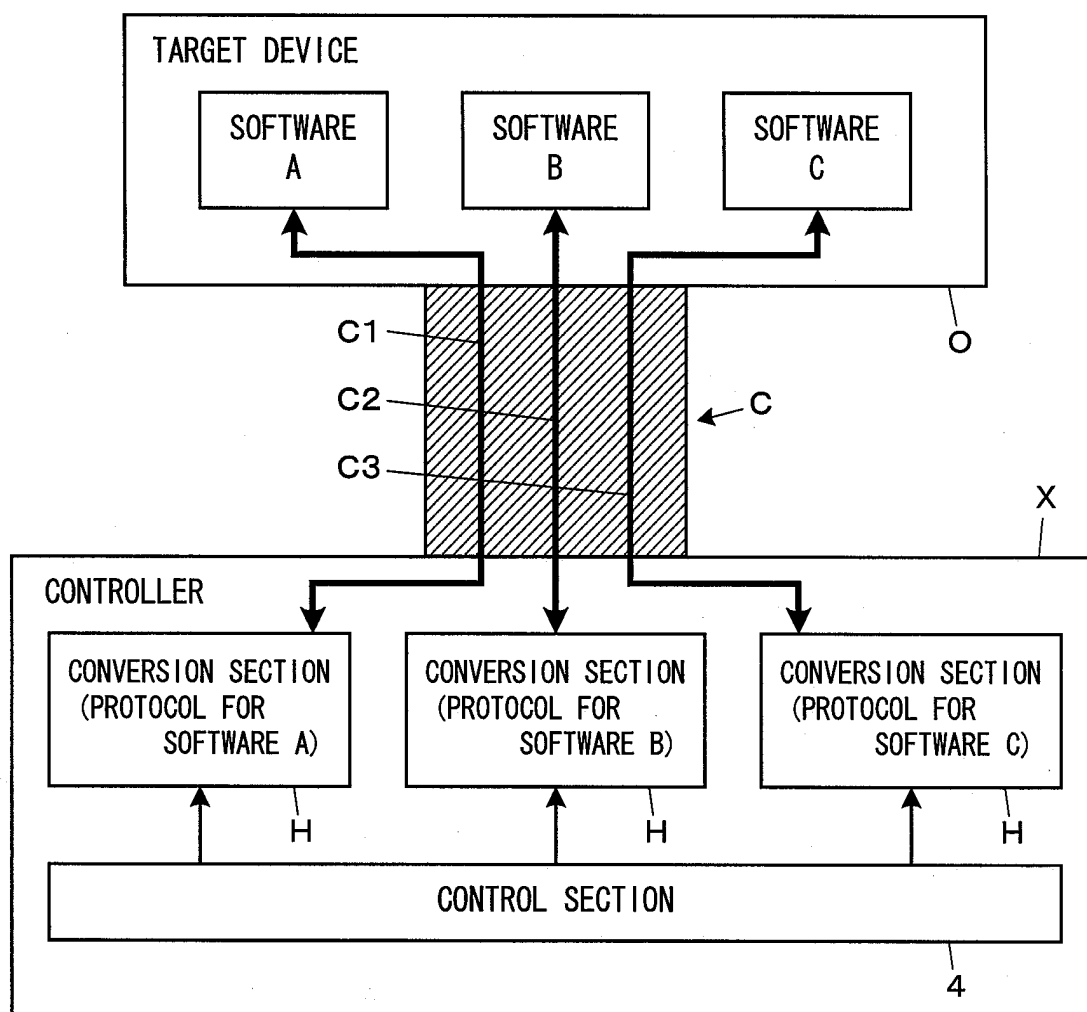 TARGET DEVICE
SOFTWARE
A
SOFTWARE
B
SOFTWARE
C
C1
C2
C3
C
O
X
CONTROLLER
CONVERSION SECTION
(PROTOCOL FOR
SOFTWARE A)
CONVERSION SECTION
(PROTOCOL FOR
SOFTWARE B)
CONVERSION SECTION
(PROTOCOL FOR
SOFTWARE C)
H
H
H
CONTROL SECTION
4